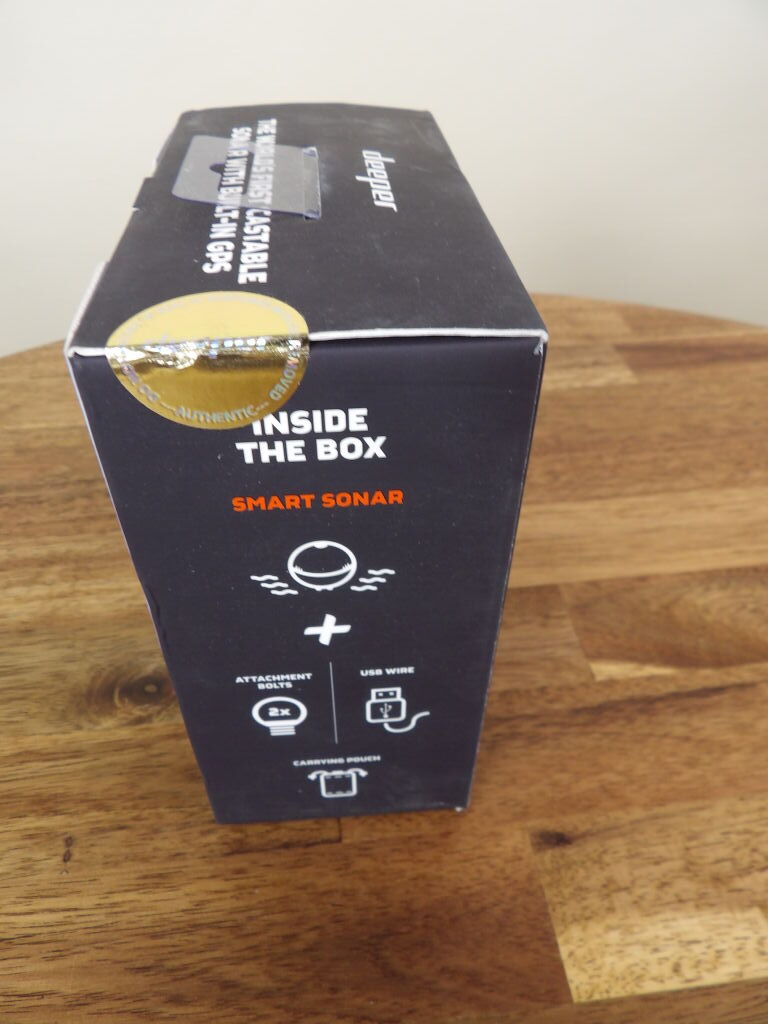 deeper
THE WORLD'S FIRST CASTABLE
SONAR WITH BUILT-IN GPS
AUTHENTIC...
INSIDE
THE BOX
SMART SONAR
+
ATTACHMENT
BOLTS
2x
USB WIRE
CARRYING POUCH